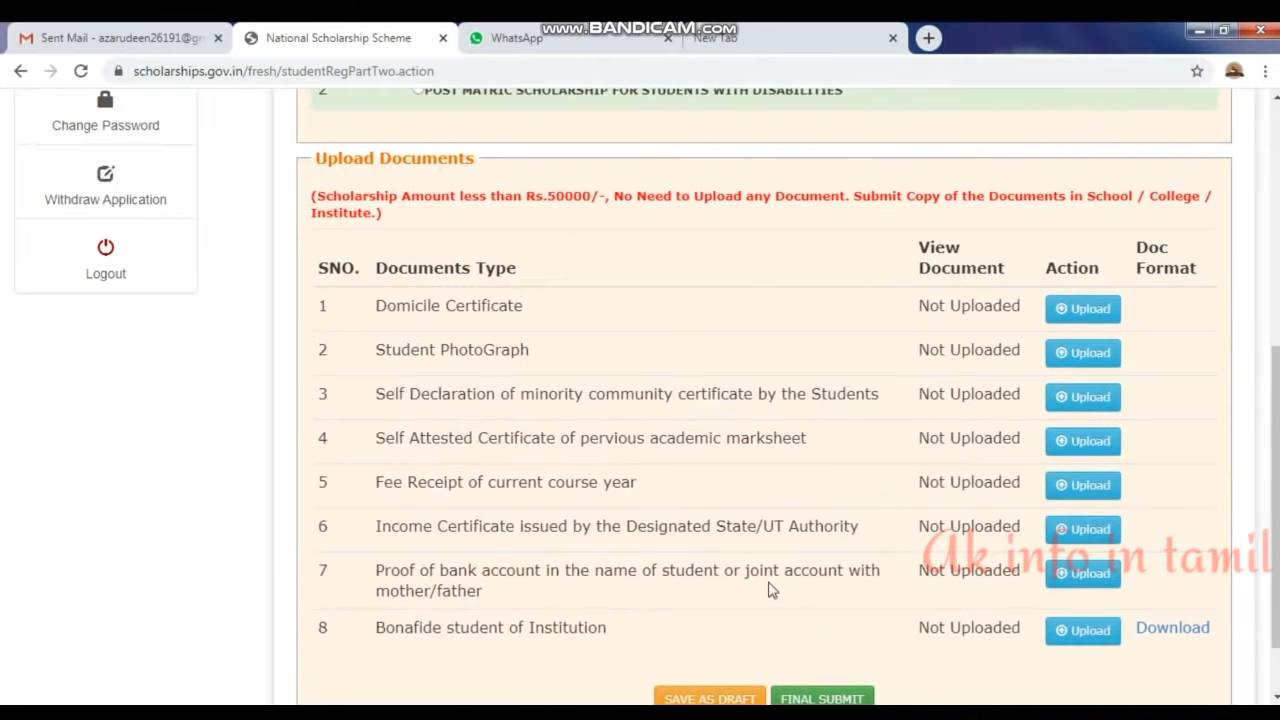 www.BANDICAM.com
Sent Mail - azarudeen26191@g
National Scholarship Scheme
WhatsApp
New Tab
scholarships.gov.in/fresh/studentRegPartTwo.action
Change Password
Withdraw Application
Logout
2 POST MATRIC SCHOLARSHIP FOR STUDENTS WITH DISABILITIES
Upload Documents
(Scholarship Amount less than Rs.50000/-, No Need to Upload any Document. Submit Copy of the Documents in School / College /
Institute.)
SNO. Documents Type View Document Action Doc Format
1 Domicile Certificate Not Uploaded Upload
2 Student PhotoGraph Not Uploaded Upload
3 Self Declaration of minority community certificate by the Students Not Uploaded Upload
4 Self Attested Certificate of pervious academic marksheet Not Uploaded Upload
5 Fee Receipt of current course year Not Uploaded Upload
6 Income Certificate issued by the Designated State/UT Authority Not Uploaded Upload
Ak info in tamil
7 Proof of bank account in the name of student or joint account with Not Uploaded Upload
mother/father
8 Bonafide student of Institution Not Uploaded Upload Download
SAVE AS DRAFT FINAL SUBMIT